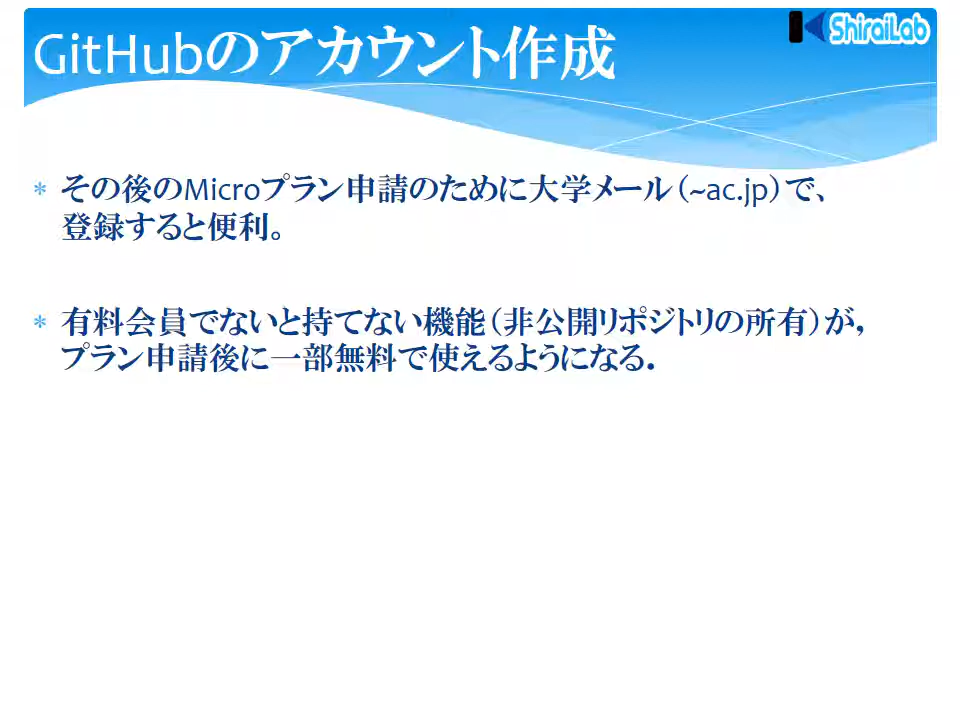 GitHubのアカウント作成
ShiraiLab
* その後のMicroプラン申請のために大学メール（~ac.jp）で、
登録すると便利。
* 有料会員でないと持てない機能（非公開リポジトリの所有）が，
プラン申請後に一部無料で使えるようになる．